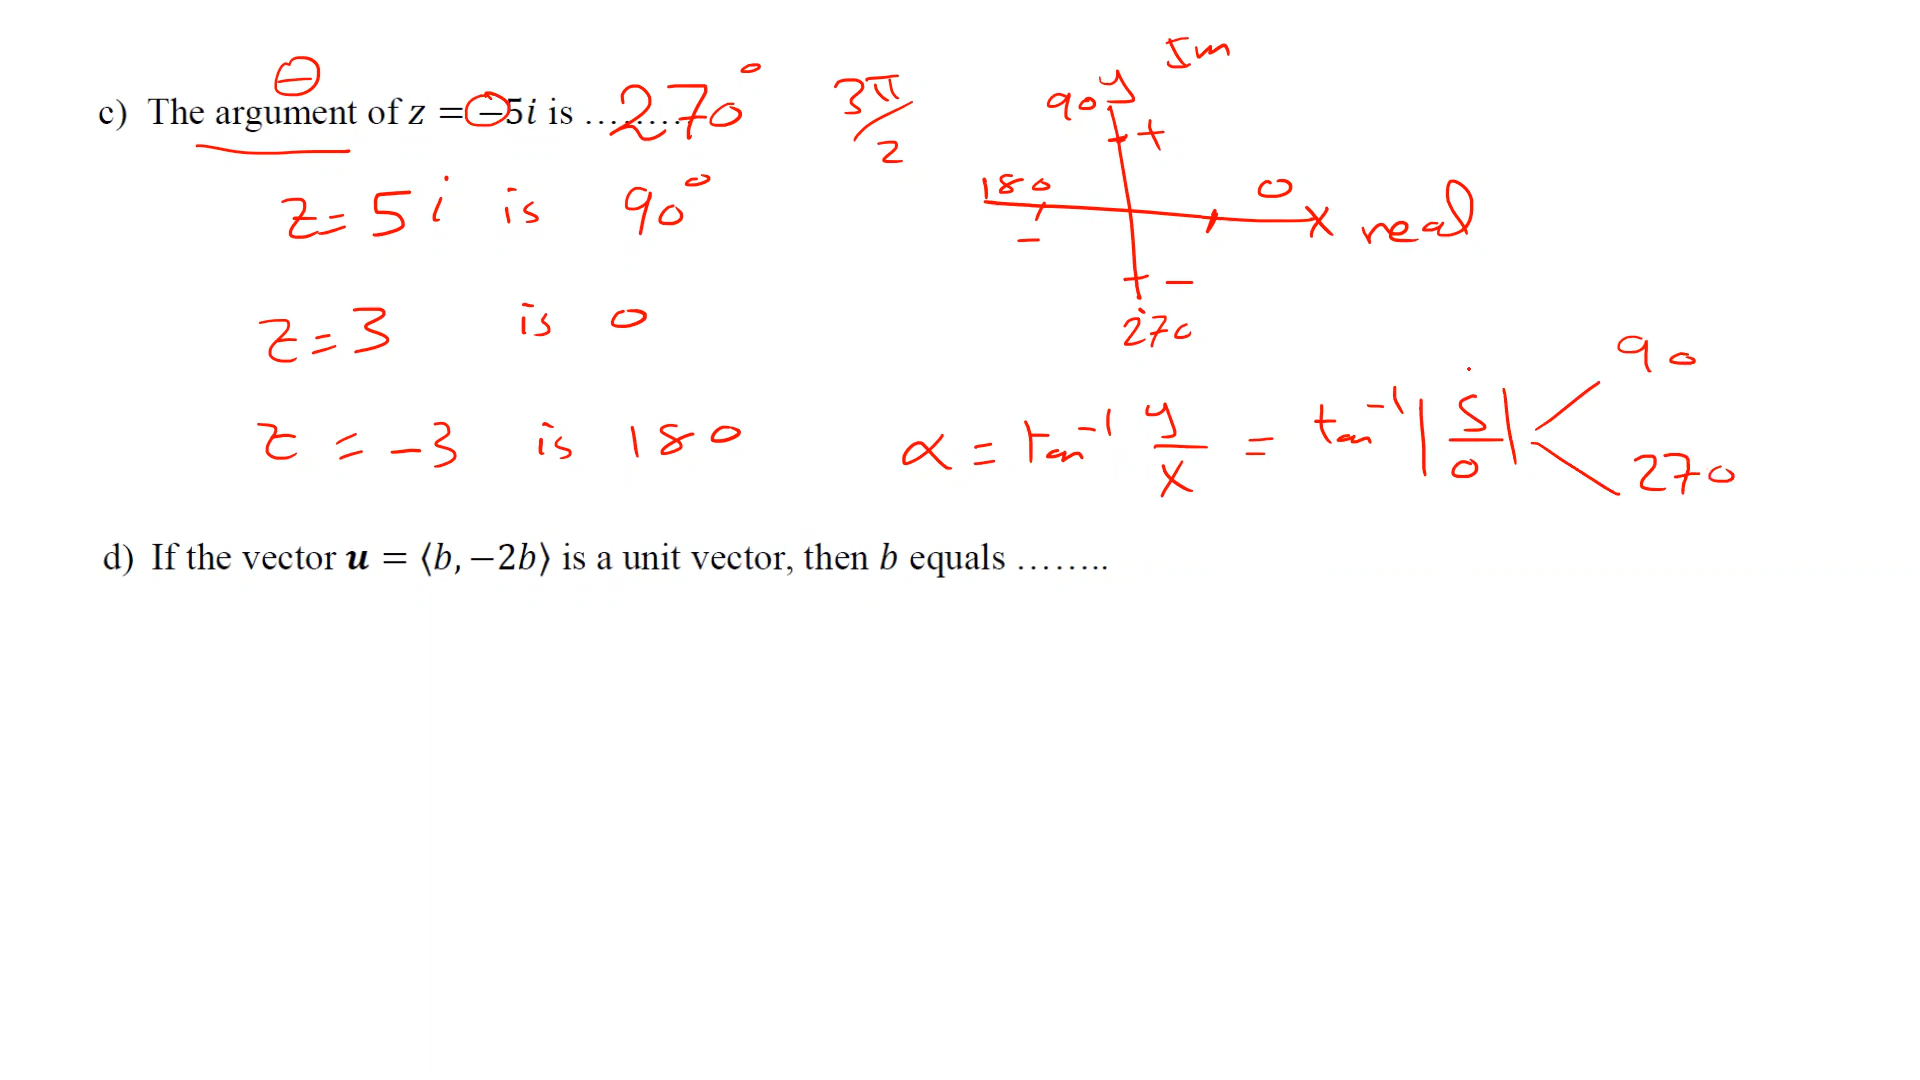 c) The argument of z = −5i is ........ 270° 3π/2
θ
z = 5i is 90°
z = 3 is 0
z = −3 is 180
y Im
90
+
180
0
x real
−
−
270
α = tan⁻¹ y/x = tan⁻¹ |5/0|
90
270
d) If the vector u = ⟨b, −2b⟩ is a unit vector, then b equals ........